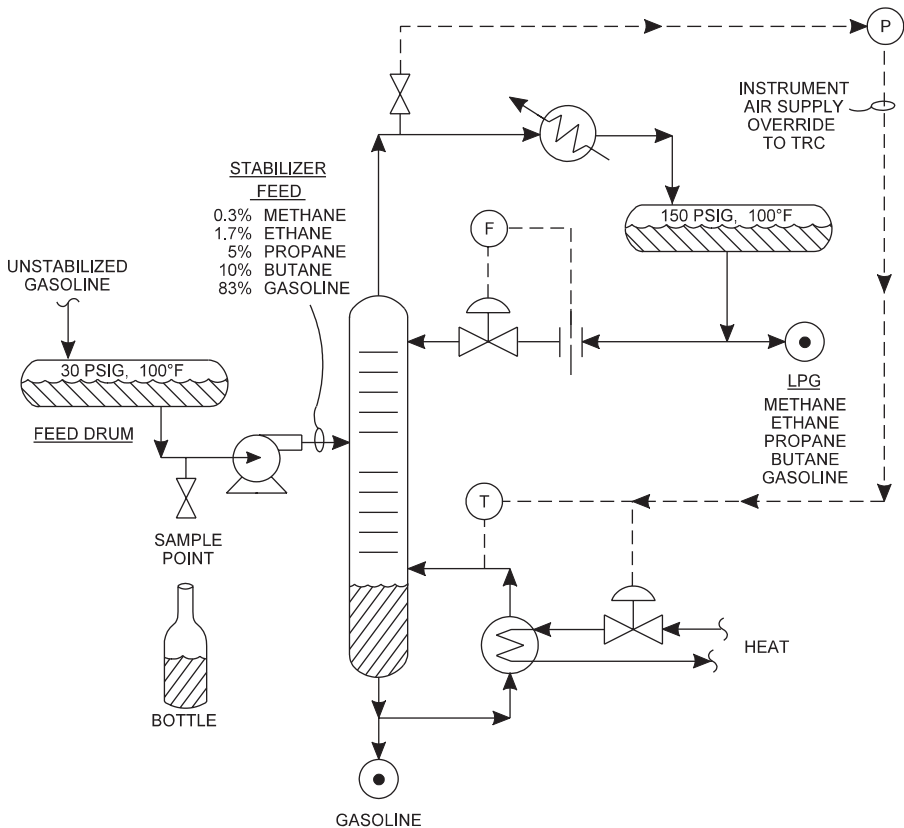 P
INSTRUMENT
AIR SUPPLY
OVERRIDE
TO TRC
STABILIZER
FEED
0.3% METHANE
1.7% ETHANE
5% PROPANE
10% BUTANE
83% GASOLINE
150 PSIG, 100°F
F
UNSTABILIZED
GASOLINE
30 PSIG, 100°F
FEED DRUM
LPG
METHANE
ETHANE
PROPANE
BUTANE
GASOLINE
T
SAMPLE
POINT
BOTTLE
HEAT
GASOLINE